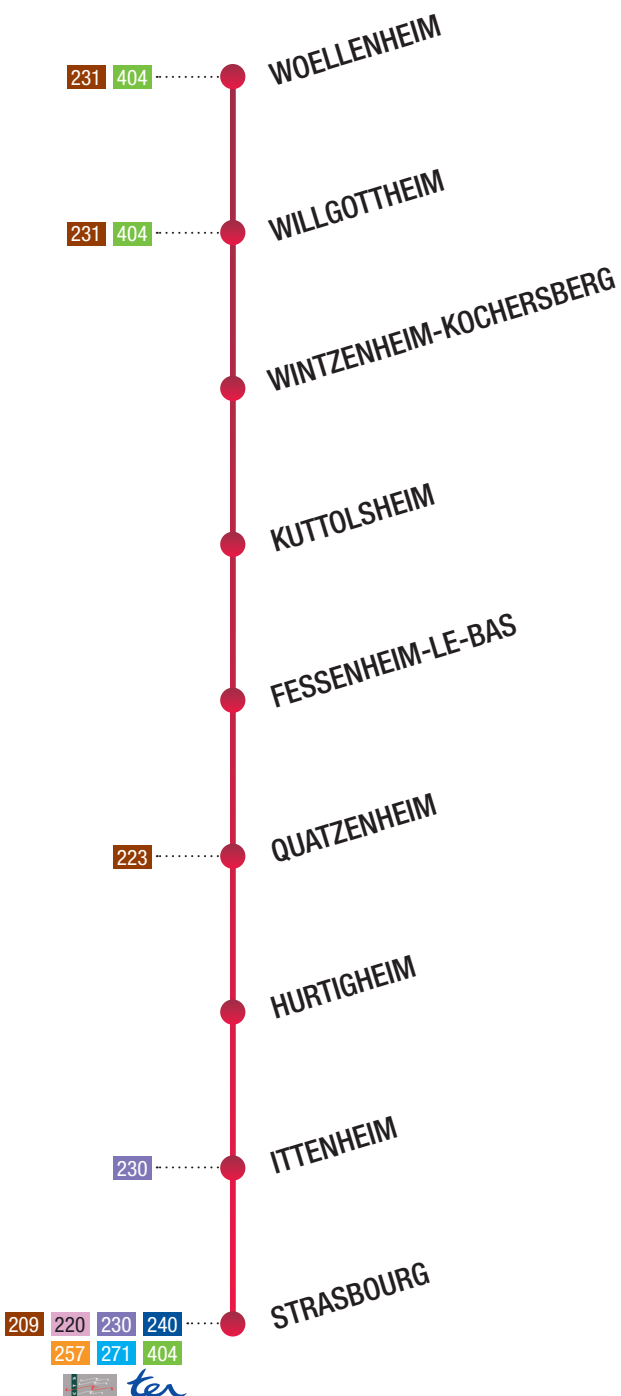 231 404 WOELLENHEIM
231 404 WILLGOTTHEIM
WINTZENHEIM-KOCHERSBERG
KUTTOLSHEIM
FESSENHEIM-LE-BAS
223 QUATZENHEIM
HURTIGHEIM
230 ITTENHEIM
STRASBOURG
209 220 230 240
257 271 404
ter